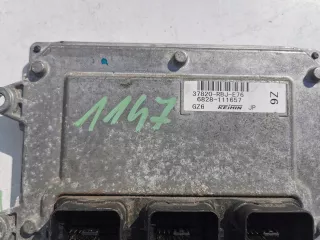 37820-RBJ-E76
6828-111657
GZ6 KEIHIN JP
Z6
1147